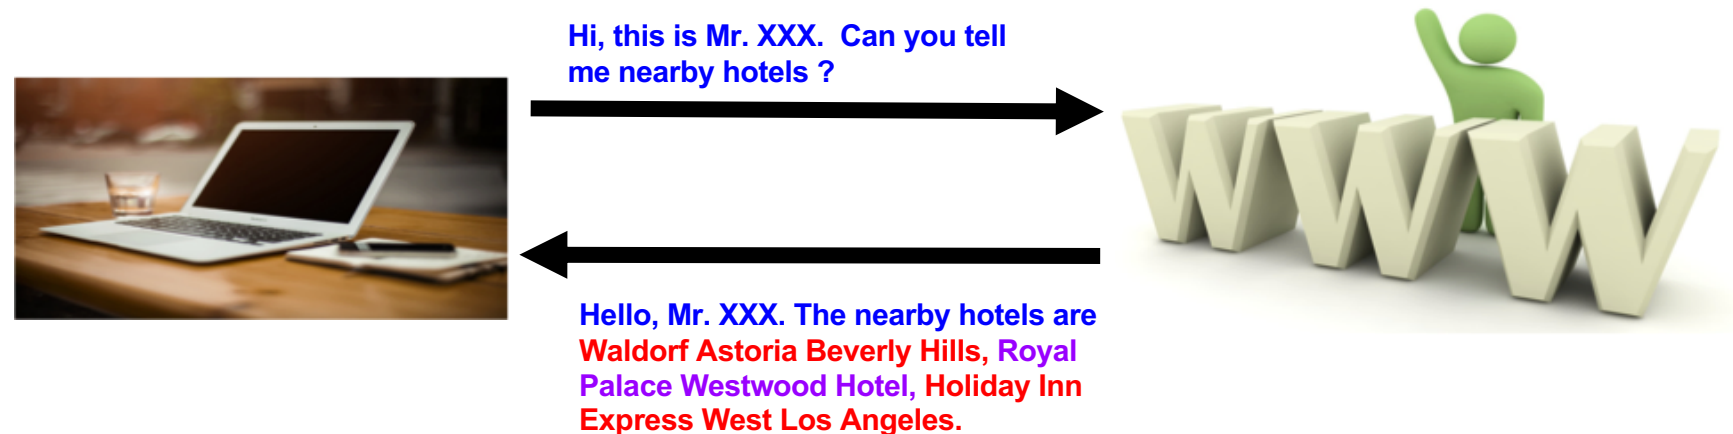 Hi, this is Mr. XXX.  Can you tell
me nearby hotels ?
WWW
Hello, Mr. XXX. The nearby hotels are
Waldorf Astoria Beverly Hills, Royal
Palace Westwood Hotel, Holiday Inn
Express West Los Angeles.